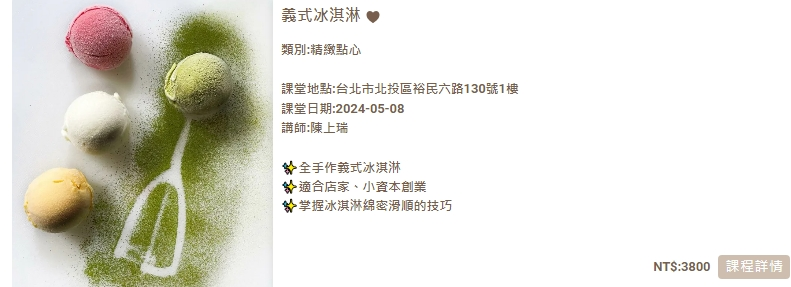 義式冰淇淋
類別:精緻點心
課堂地點:台北市北投區裕民六路130號1樓
課堂日期:2024-05-08
講師:陳上瑞
✨全手作義式冰淇淋
✨適合店家、小資本創業
✨掌握冰淇淋綿密滑順的技巧
NT$:3800 課程詳情